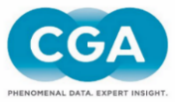 CGA
PHENOMENAL DATA. EXPERT INSIGHT.